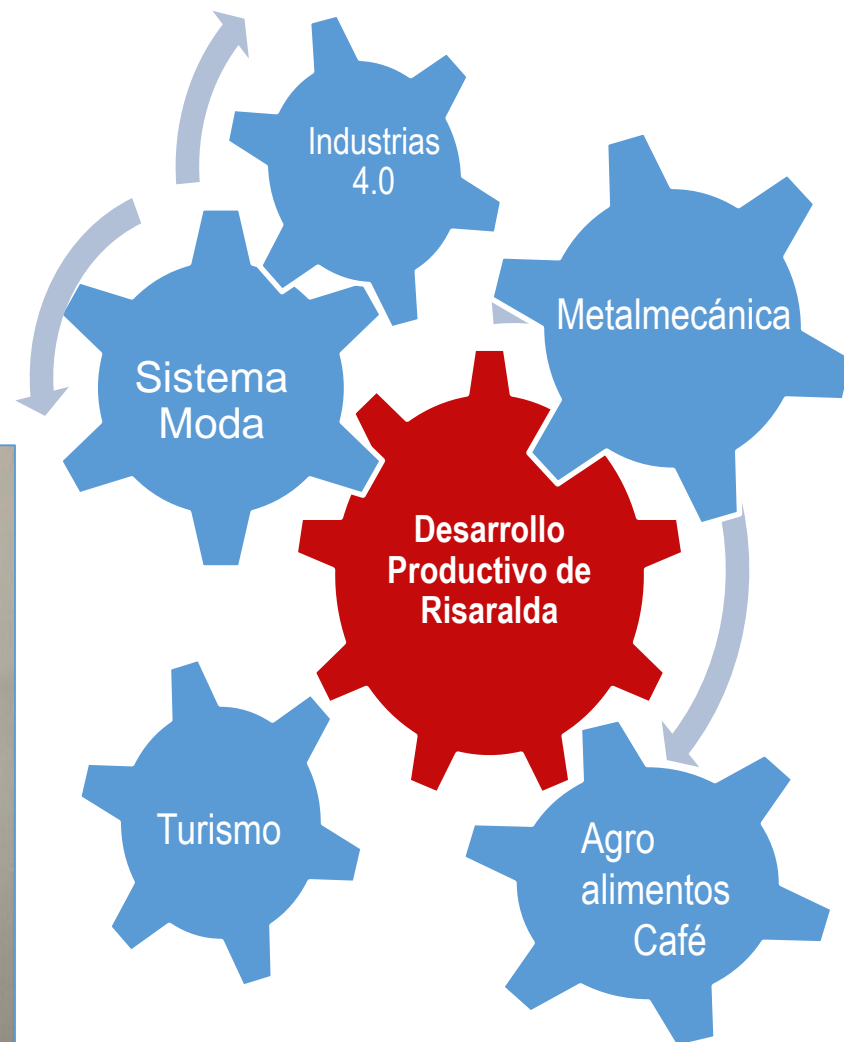 Industrias
4.0
Metalmecánica
Sistema
Moda
Desarrollo
Productivo de
Risaralda
Turismo
Agro
alimentos
Café